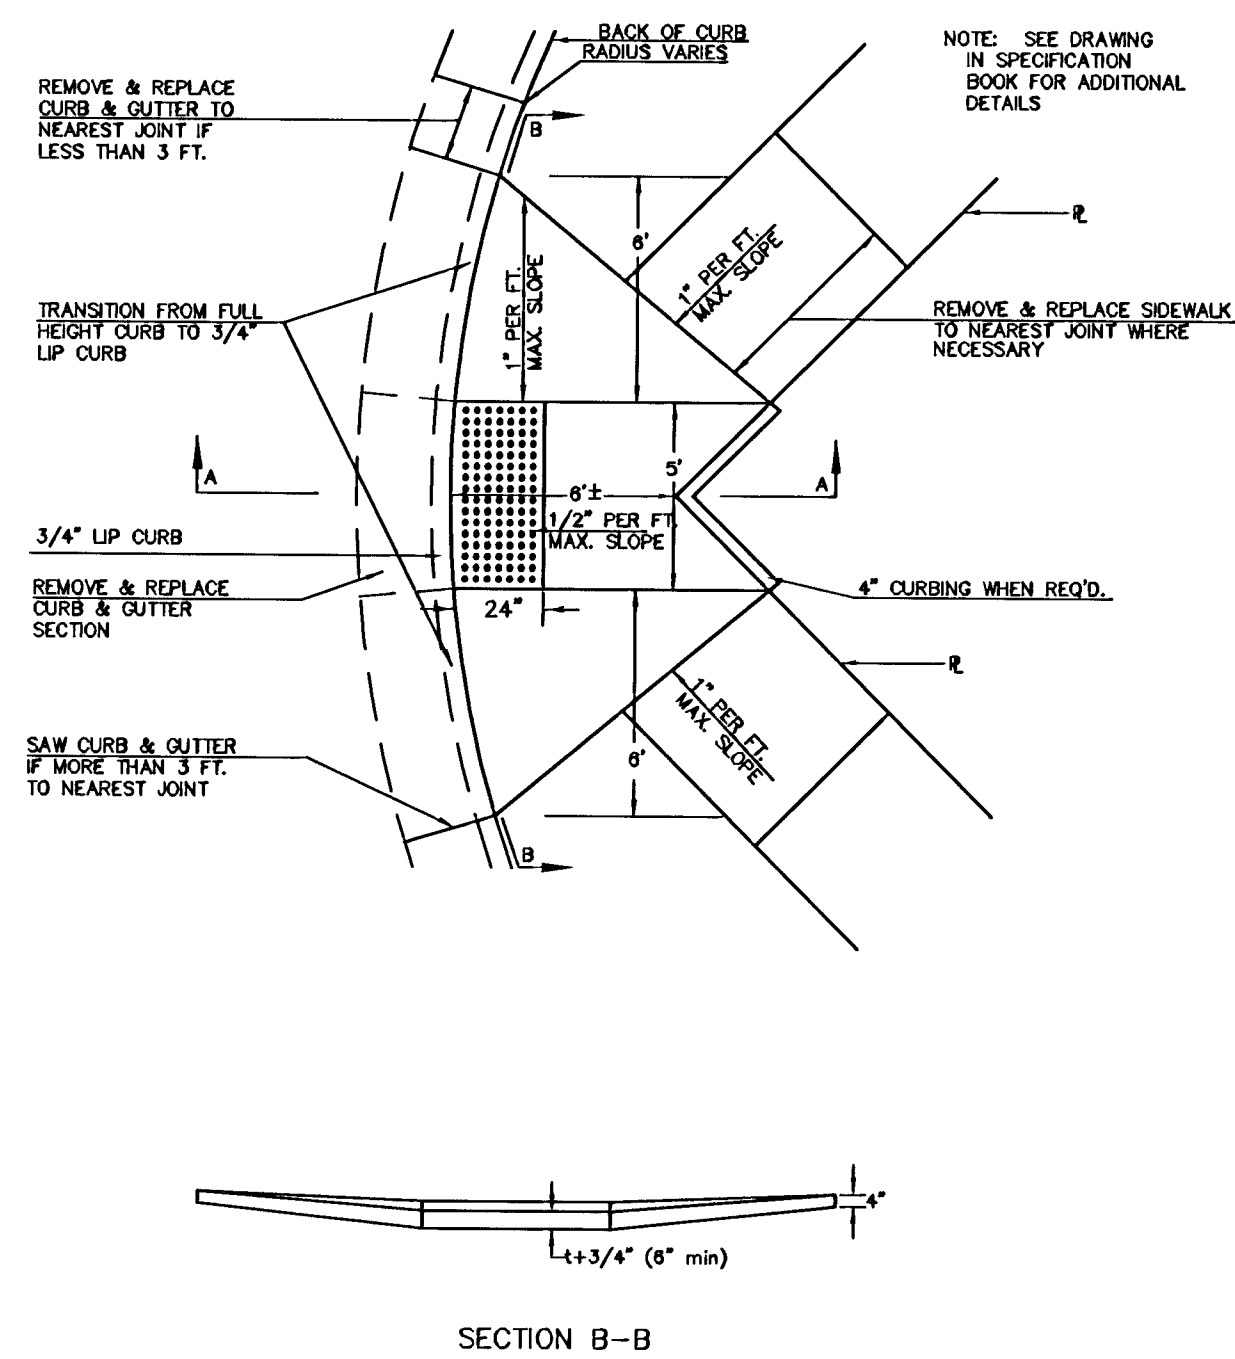 BACK OF CURB
RADIUS VARIES
NOTE: SEE DRAWING
IN SPECIFICATION
BOOK FOR ADDITIONAL
DETAILS
REMOVE & REPLACE
CURB & GUTTER TO
NEAREST JOINT IF
LESS THAN 3 FT.
B
6'
1" PER FT.
MAX. SLOPE
PL
1" PER FT.
MAX. SLOPE
TRANSITION FROM FULL
HEIGHT CURB TO 3/4"
LIP CURB
REMOVE & REPLACE SIDEWALK
TO NEAREST JOINT WHERE
NECESSARY
A
5'
A
6'±
1/2" PER FT.
MAX. SLOPE
3/4" LIP CURB
REMOVE & REPLACE
CURB & GUTTER
SECTION
24"
4" CURBING WHEN REQ'D.
PL
1" PER FT.
MAX. SLOPE
6'
SAW CURB & GUTTER
IF MORE THAN 3 FT.
TO NEAREST JOINT
B
4"
t+3/4" (6" min)
SECTION B-B